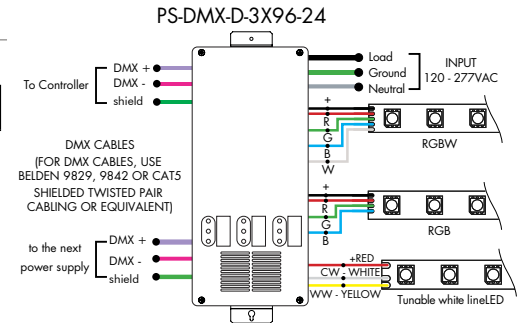 PS-DMX-D-3X96-24
To Controller
DMX +
DMX -
shield
DMX CABLES
(FOR DMX CABLES, USE
BELDEN 9829, 9842 OR CAT5
SHIELDED TWISTED PAIR
CABLING OR EQUIVALENT)
to the next
power supply
DMX +
DMX -
shield
Load
Ground
Neutral
INPUT
120 - 277VAC
+
R
G
B
W
RGBW
+
R
G
B
RGB
+RED
CW - WHITE
WW - YELLOW
Tunable white lineLED